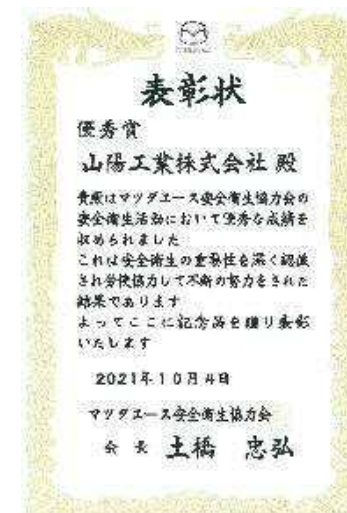 表彰状
優秀賞
山陽工業株式会社 殿
貴殿はマツダエース安全衛生協力会の
安全衛生活動において優秀な成績を
収められました
これは安全衛生の重要性を深く認識
され労使協力して不断の努力をされた
結果であります
よってここに記念品を贈り表彰
いたします
2021年10月4日
マツダエース安全衛生協力会
会長 土橋 忠弘